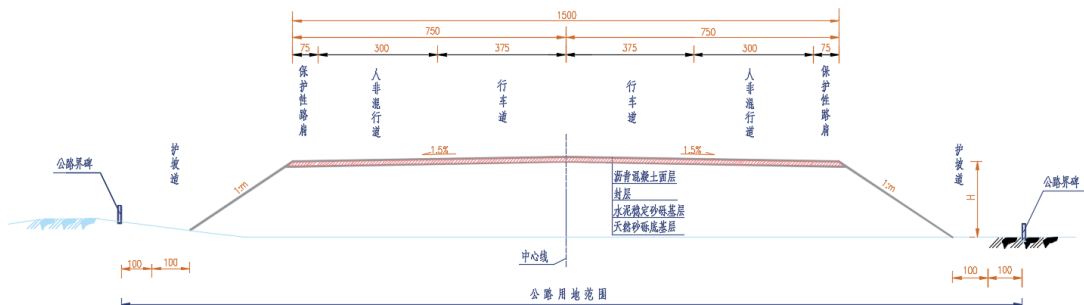 1500
750
750
75
300
375
375
300
75
保护性路肩
人非混行道
行车道
行车道
人非混行道
保护性路肩
护坡道
护坡道
公路界碑
公路界碑
1.5%
1.5%
1:m
1:m
H
沥青混凝土面层
封层
水泥稳定砂砾基层
天然砂砾底基层
中心线
100
100
100
100
公路用地范围